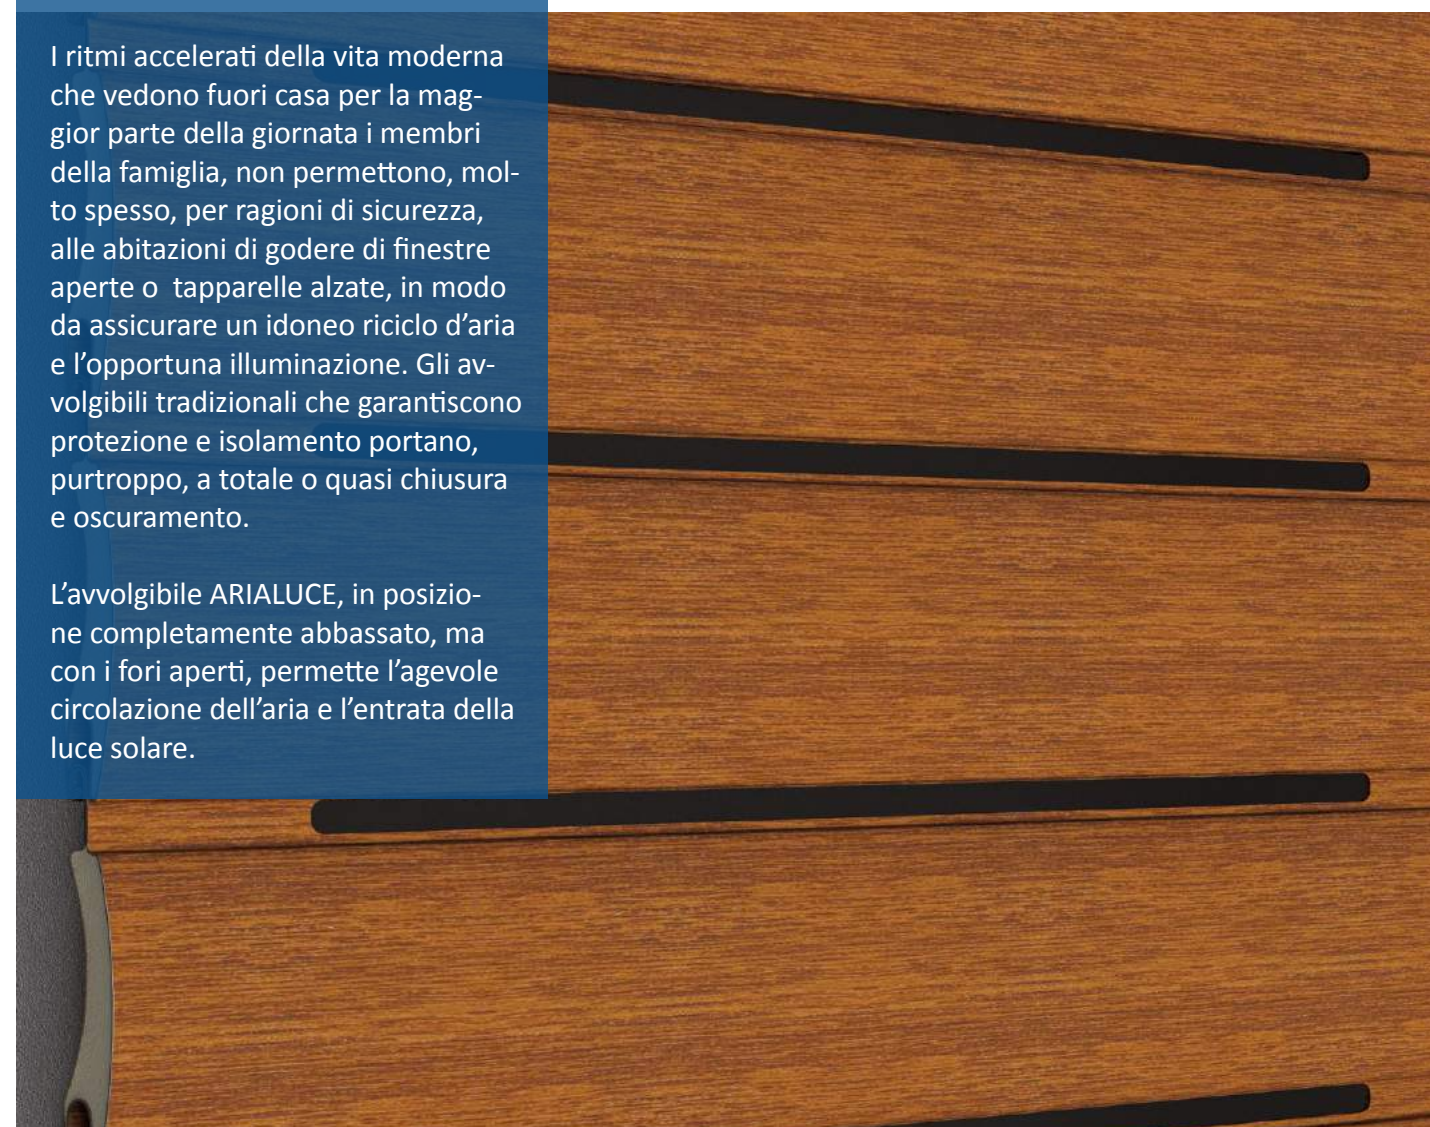 I ritmi accelerati della vita moderna
che vedono fuori casa per la mag-
gior parte della giornata i membri
della famiglia, non permettono, mol-
to spesso, per ragioni di sicurezza,
alle abitazioni di godere di finestre
aperte o  tapparelle alzate, in modo
da assicurare un idoneo riciclo d’aria
e l’opportuna illuminazione. Gli av-
volgibili tradizionali che garantiscono
protezione e isolamento portano,
purtroppo, a totale o quasi chiusura
e oscuramento.
L’avvolgibile ARIALUCE, in posizio-
ne completamente abbassato, ma
con i fori aperti, permette l’agevole
circolazione dell’aria e l’entrata della
luce solare.